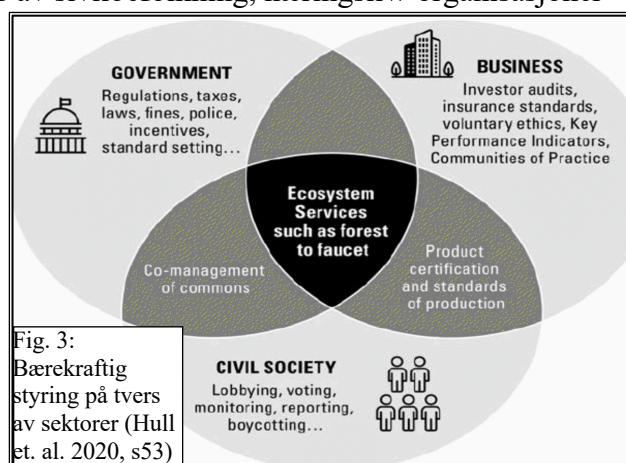 GOVERNMENT
Regulations, taxes,
laws, fines, police,
incentives,
standard setting...
BUSINESS
Investor audits,
insurance standards,
voluntary ethics, Key
Performance Indicators,
Communities of Practice
Ecosystem
Services
such as forest
to faucet
Co-management
of commons
Product
certification
and standards
of production
CIVIL SOCIETY
Lobbying, voting,
monitoring, reporting,
boycotting...
Fig. 3:
Bærekraftig
styring på tvers
av sektorer (Hull
et. al. 2020, s53)